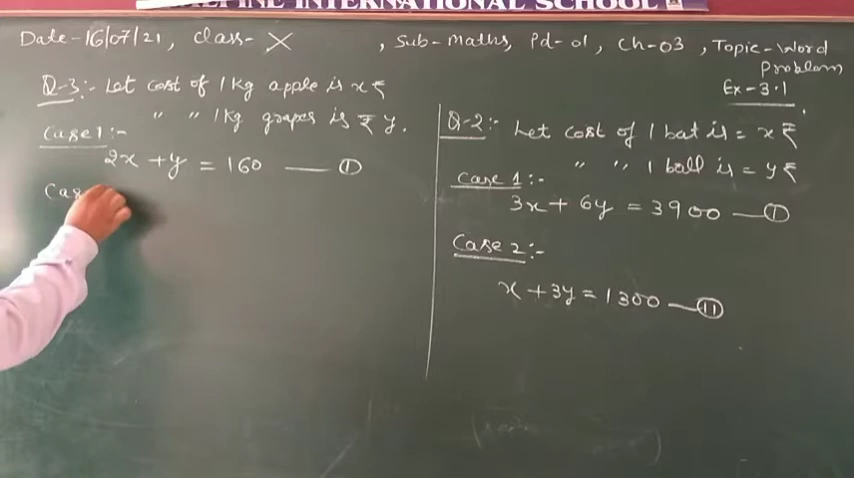 INTERNATIONAL SCHOOL
Date-16/07/21, class- X , Sub-Maths, Pd-01, Ch-03, Topic-Word
Problem
Ex-3.1
Q-3:- Let cost of 1 kg apple is x ₹
" " 1 kg grapes is ₹ y.
Case 1:-
2x + y = 160 — ①
Cas
Q-2:- Let cost of 1 bat is = x ₹
" " 1 ball is = y ₹
Case 1:-
3x + 6y = 3900 — ①
Case 2:-
x + 3y = 1300 — ⑪